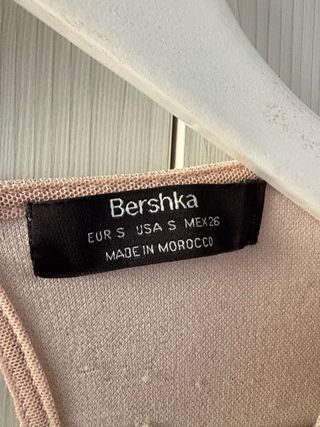 Bershka
EUR S USA S MEX26
MADE IN MOROCCO